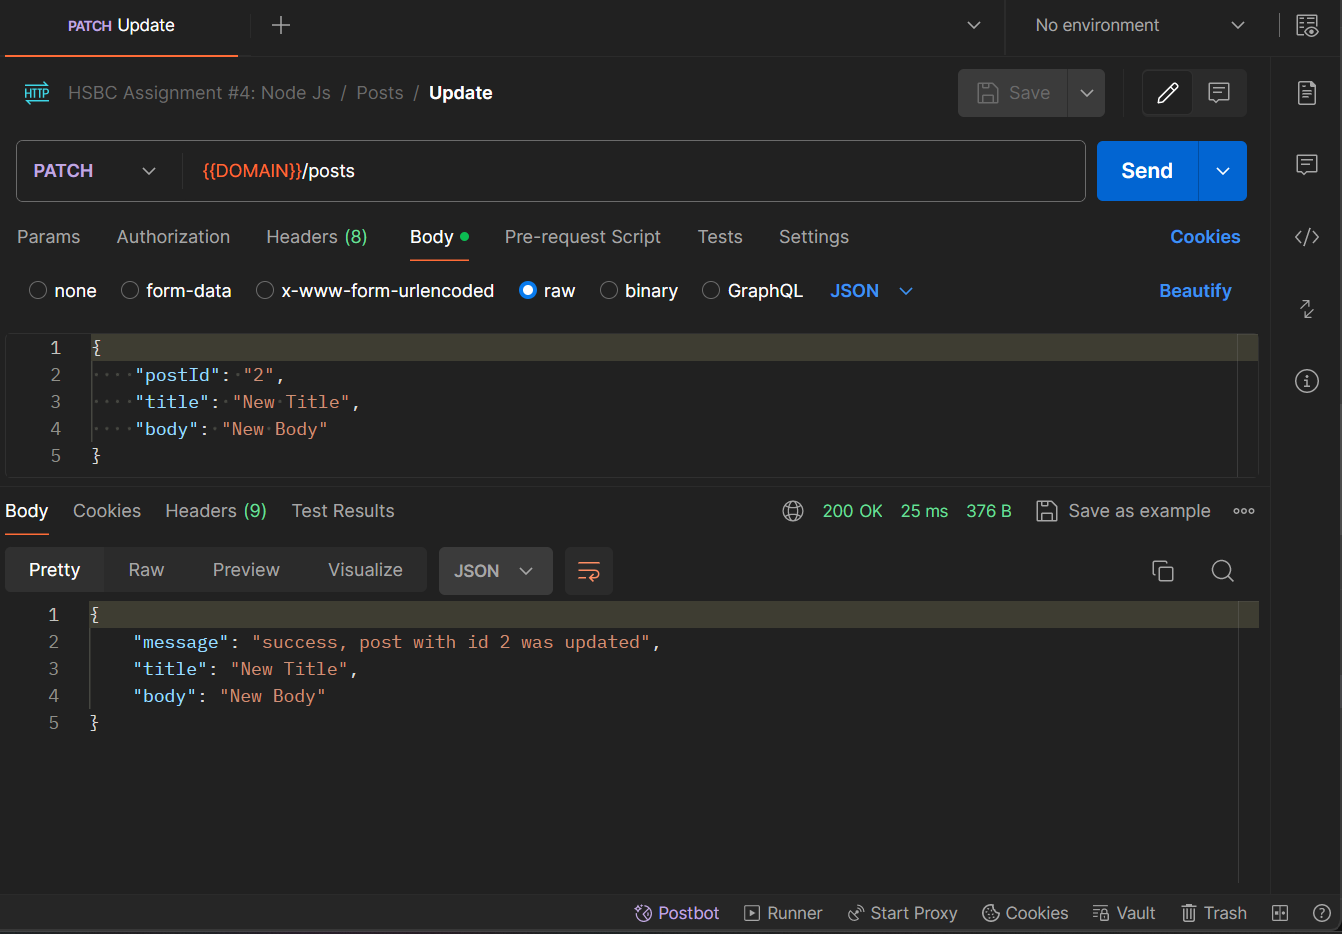 PATCH Update
No environment
HTTP HSBC Assignment #4: Node Js / Posts / Update
Save
PATCH {{DOMAIN}}/posts
Send
Params Authorization Headers (8) Body Pre-request Script Tests Settings Cookies
none form-data x-www-form-urlencoded raw binary GraphQL JSON Beautify
1 {
2 "postId": "2",
3 "title": "New Title",
4 "body": "New Body"
5 }
Body Cookies Headers (9) Test Results 200 OK 25 ms 376 B Save as example
Pretty Raw Preview Visualize JSON
1 {
2 "message": "success, post with id 2 was updated",
3 "title": "New Title",
4 "body": "New Body"
5 }
Postbot Runner Start Proxy Cookies Vault Trash